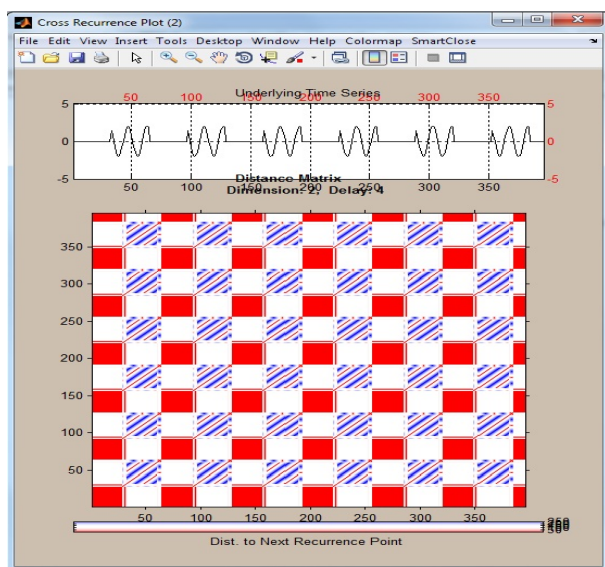 Cross Recurrence Plot (2)
File Edit View Insert Tools Desktop Window Help Colormap SmartClose
Underlying Time Series
50 100 150 200 250 300 350
5 5
0 0
-5 -5
50 100 150 200 250 300 350
Distance Matrix
Dimension: 2, Delay: 4
350
300
250
200
150
100
50
50 100 150 200 250 300 350
Dist. to Next Recurrence Point